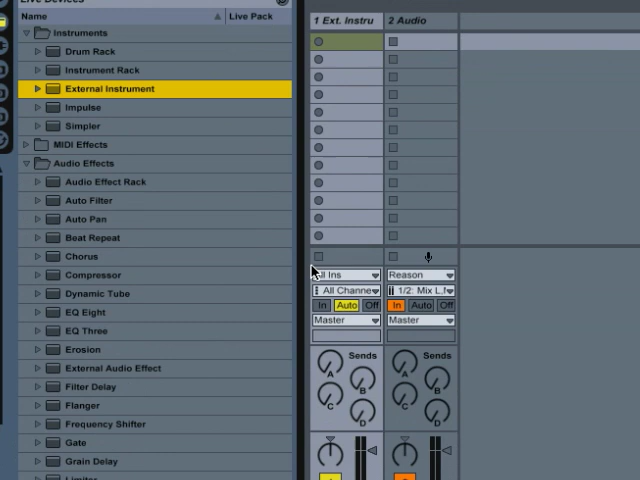 Live Devices
Name
Live Pack
Instruments
Drum Rack
Instrument Rack
External Instrument
Impulse
Simpler
MIDI Effects
Audio Effects
Audio Effect Rack
Auto Filter
Auto Pan
Beat Repeat
Chorus
Compressor
Dynamic Tube
EQ Eight
EQ Three
Erosion
External Audio Effect
Filter Delay
Flanger
Frequency Shifter
Gate
Grain Delay
Limiter
1 Ext. Instru
2 Audio
All Ins
Reason
All Channe
1/2: Mix L,
In Auto Off
In Auto Off
Master
Master
Sends
Sends
A
B
A
B
C
D
C
D